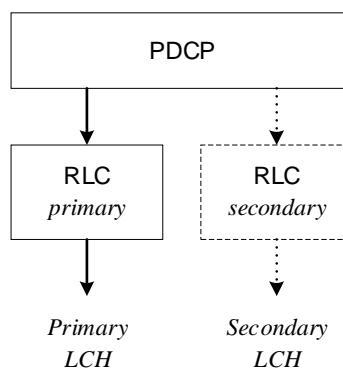 PDCP
RLC
primary
RLC
secondary
Primary
LCH
Secondary
LCH